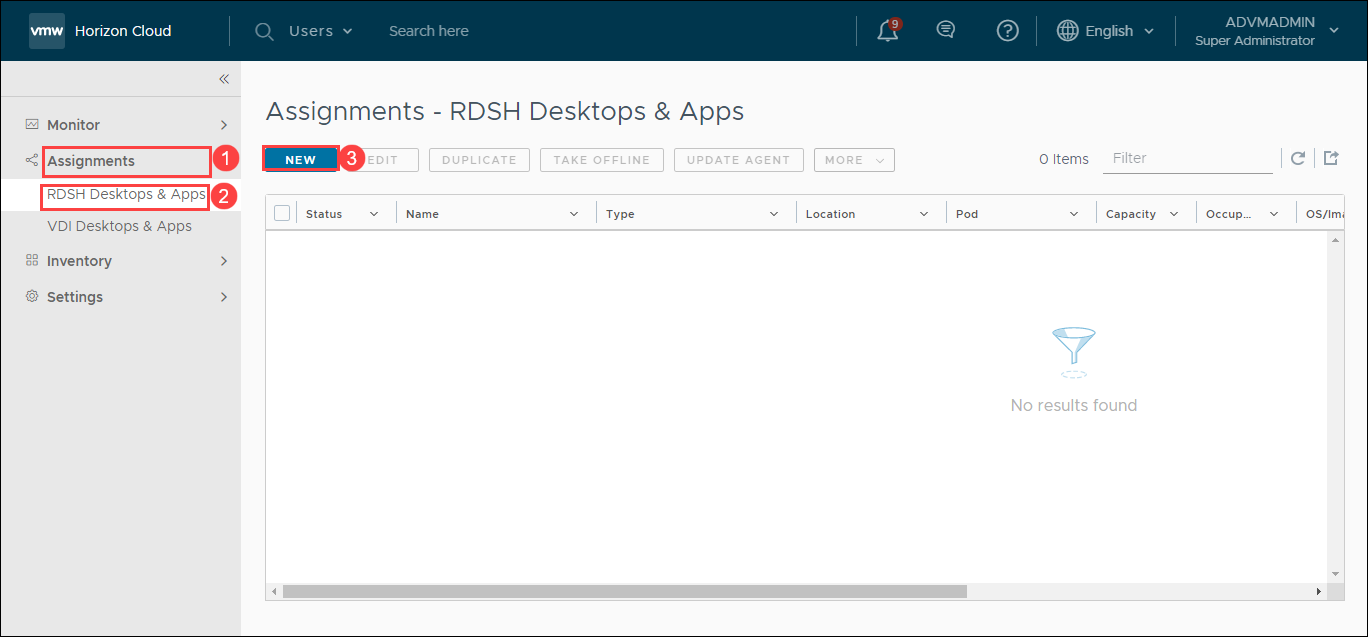 vmw Horizon Cloud Users Search here 9 English ADVMADMIN
Super Administrator
Monitor
Assignments 1
RDSH Desktops & Apps 2
VDI Desktops & Apps
Inventory
Settings
Assignments - RDSH Desktops & Apps
NEW 3 EDIT DUPLICATE TAKE OFFLINE UPDATE AGENT MORE 0 Items Filter
Status Name Type Location Pod Capacity Occup... OS/Ima
No results found